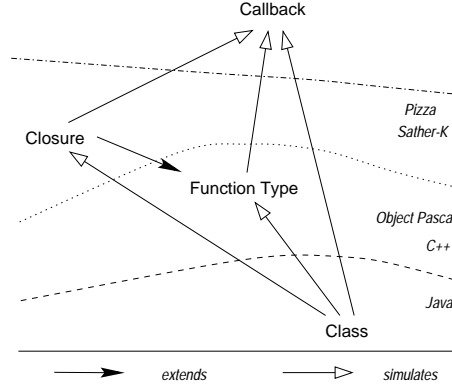 Callback
Pizza
Sather-K
Closure
Function Type
Object Pasca
C++
Java
Class
extends
simulates